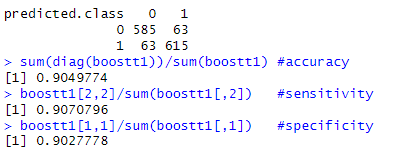 predicted.class   0   1
              0 585  63
              1  63 615
> sum(diag(boostt1))/sum(boostt1) #accuracy
[1] 0.9049774
> boostt1[2,2]/sum(boostt1[,2])   #sensitivity
[1] 0.9070796
> boostt1[1,1]/sum(boostt1[,1])   #specificity
[1] 0.9027778